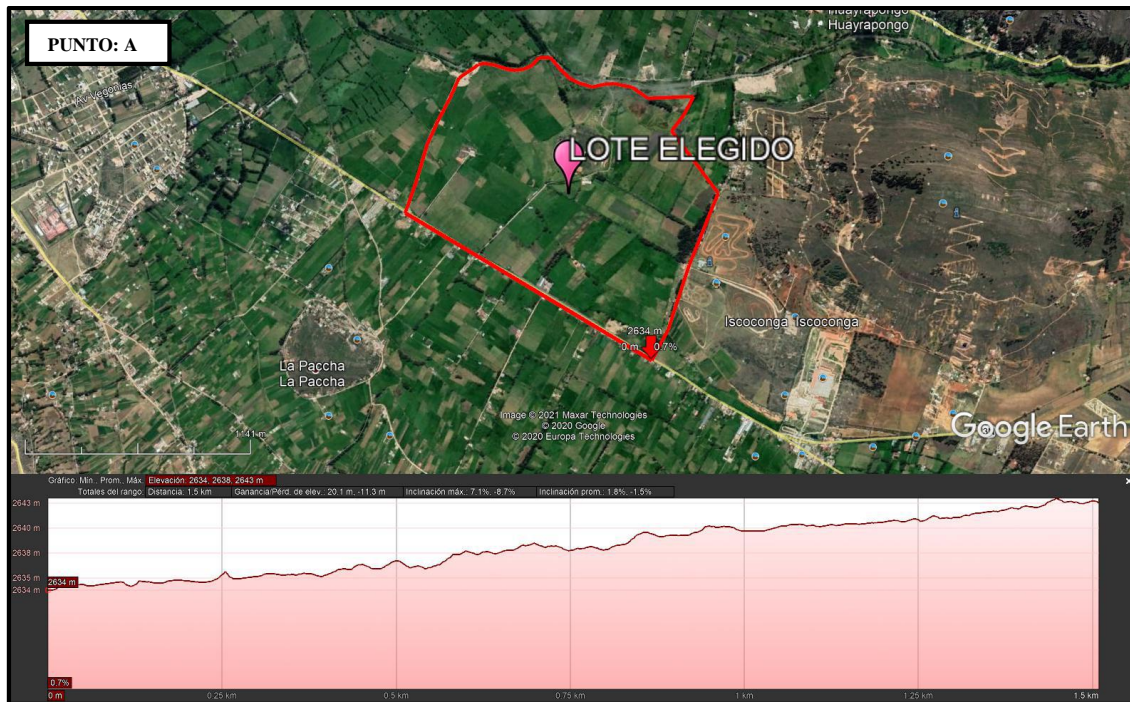 PUNTO: A
Huayrapongo
Huayrapongo
Av Vegonias
LOTE ELEGIDO
2634 m
0 m 0.7%
Iscoconga Iscoconga
La Paccha
La Paccha
1141 m
Image © 2021 Maxar Technologies
© 2020 Google
© 2020 Europa Technologies
Google Earth
Gráfico: Mín., Prom., Máx. Elevación: 2634, 2638, 2643 m
Totales del rango: Distancia: 1,5 km Ganancia/Pérd. de elev.: 20.1 m, -11.3 m Inclinación máx.: 7.1%, -8.7% Inclinación prom.: 1.8%, -1.5%
2643 m
2640 m
2638 m
2635 m
2634 m
2634 m
0.7%
0 m 0.25 km 0.5 km 0.75 km 1 km 1.25 km 1.5 km